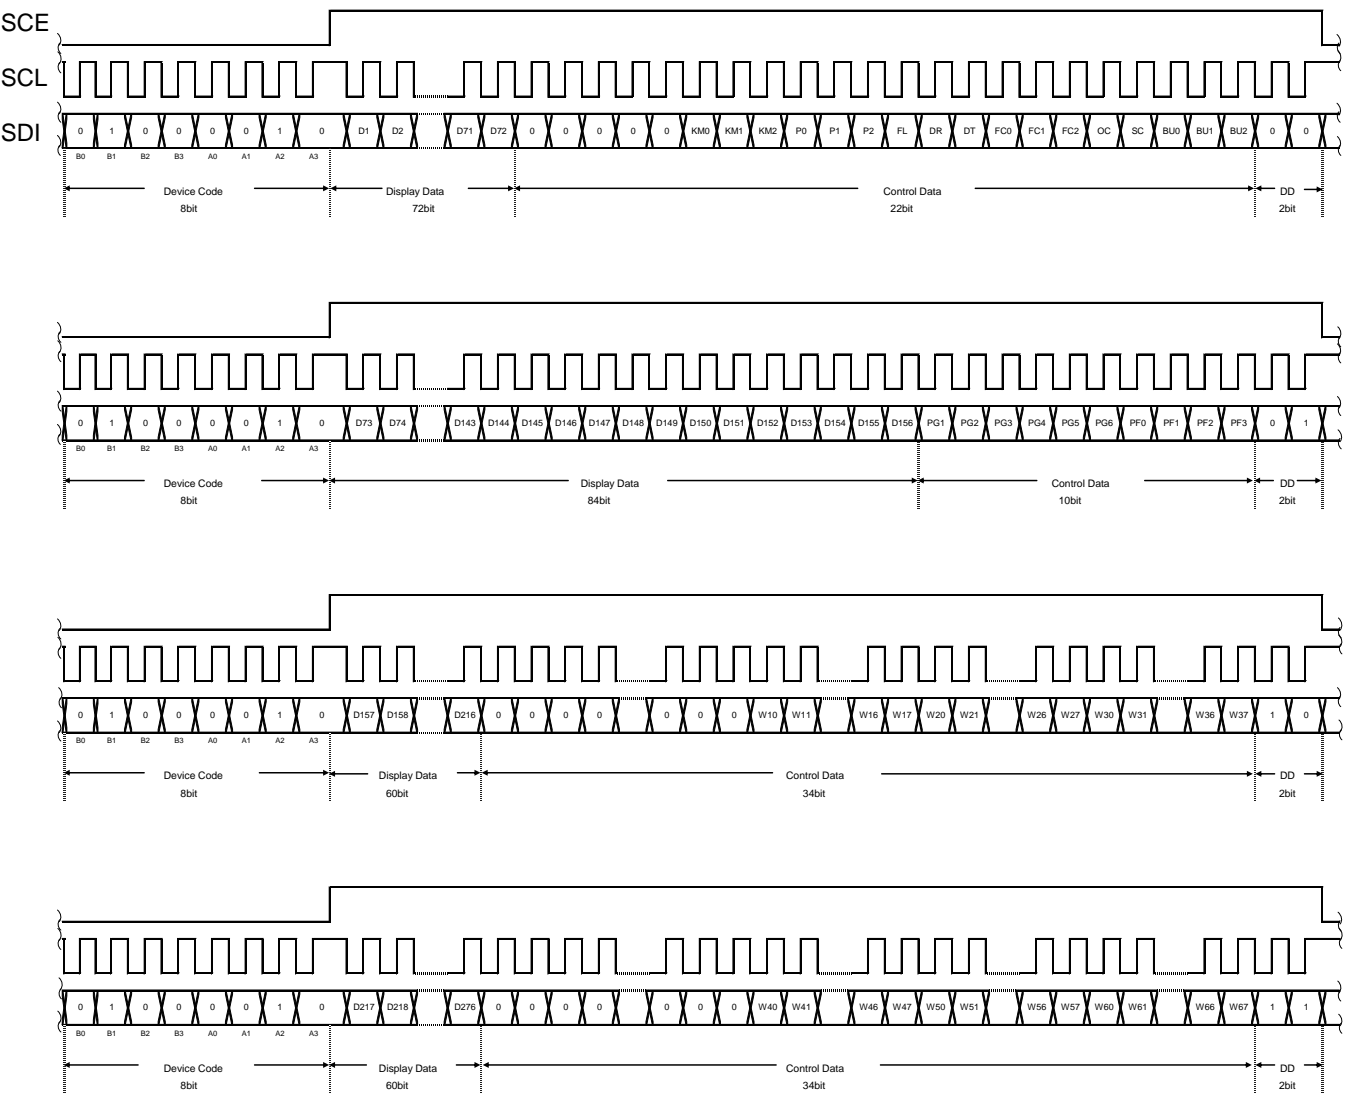 SCE
SCL
SDI 0 1 0 0 0 0 1 0 D1 D2 D71 D72 0 0 0 0 0 KM0 KM1 KM2 P0 P1 P2 FL DR DT FC0 FC1 FC2 OC SC BU0 BU1 BU2 0 0
B0 B1 B2 B3 A0 A1 A2 A3
Device Code Display Data Control Data DD
8bit 72bit 22bit 2bit
0 1 0 0 0 0 1 0 D73 D74 D143 D144 D145 D146 D147 D148 D149 D150 D151 D152 D153 D154 D155 D156 PG1 PG2 PG3 PG4 PG5 PG6 PF0 PF1 PF2 PF3 0 1
B0 B1 B2 B3 A0 A1 A2 A3
Device Code Display Data Control Data DD
8bit 84bit 10bit 2bit
0 1 0 0 0 0 1 0 D157 D158 D216 0 0 0 0 0 0 0 W10 W11 W16 W17 W20 W21 W26 W27 W30 W31 W36 W37 1 0
B0 B1 B2 B3 A0 A1 A2 A3
Device Code Display Data Control Data DD
8bit 60bit 34bit 2bit
0 1 0 0 0 0 1 0 D217 D218 D276 0 0 0 0 0 0 0 W40 W41 W46 W47 W50 W51 W56 W57 W60 W61 W66 W67 1 1
B0 B1 B2 B3 A0 A1 A2 A3
Device Code Display Data Control Data DD
8bit 60bit 34bit 2bit